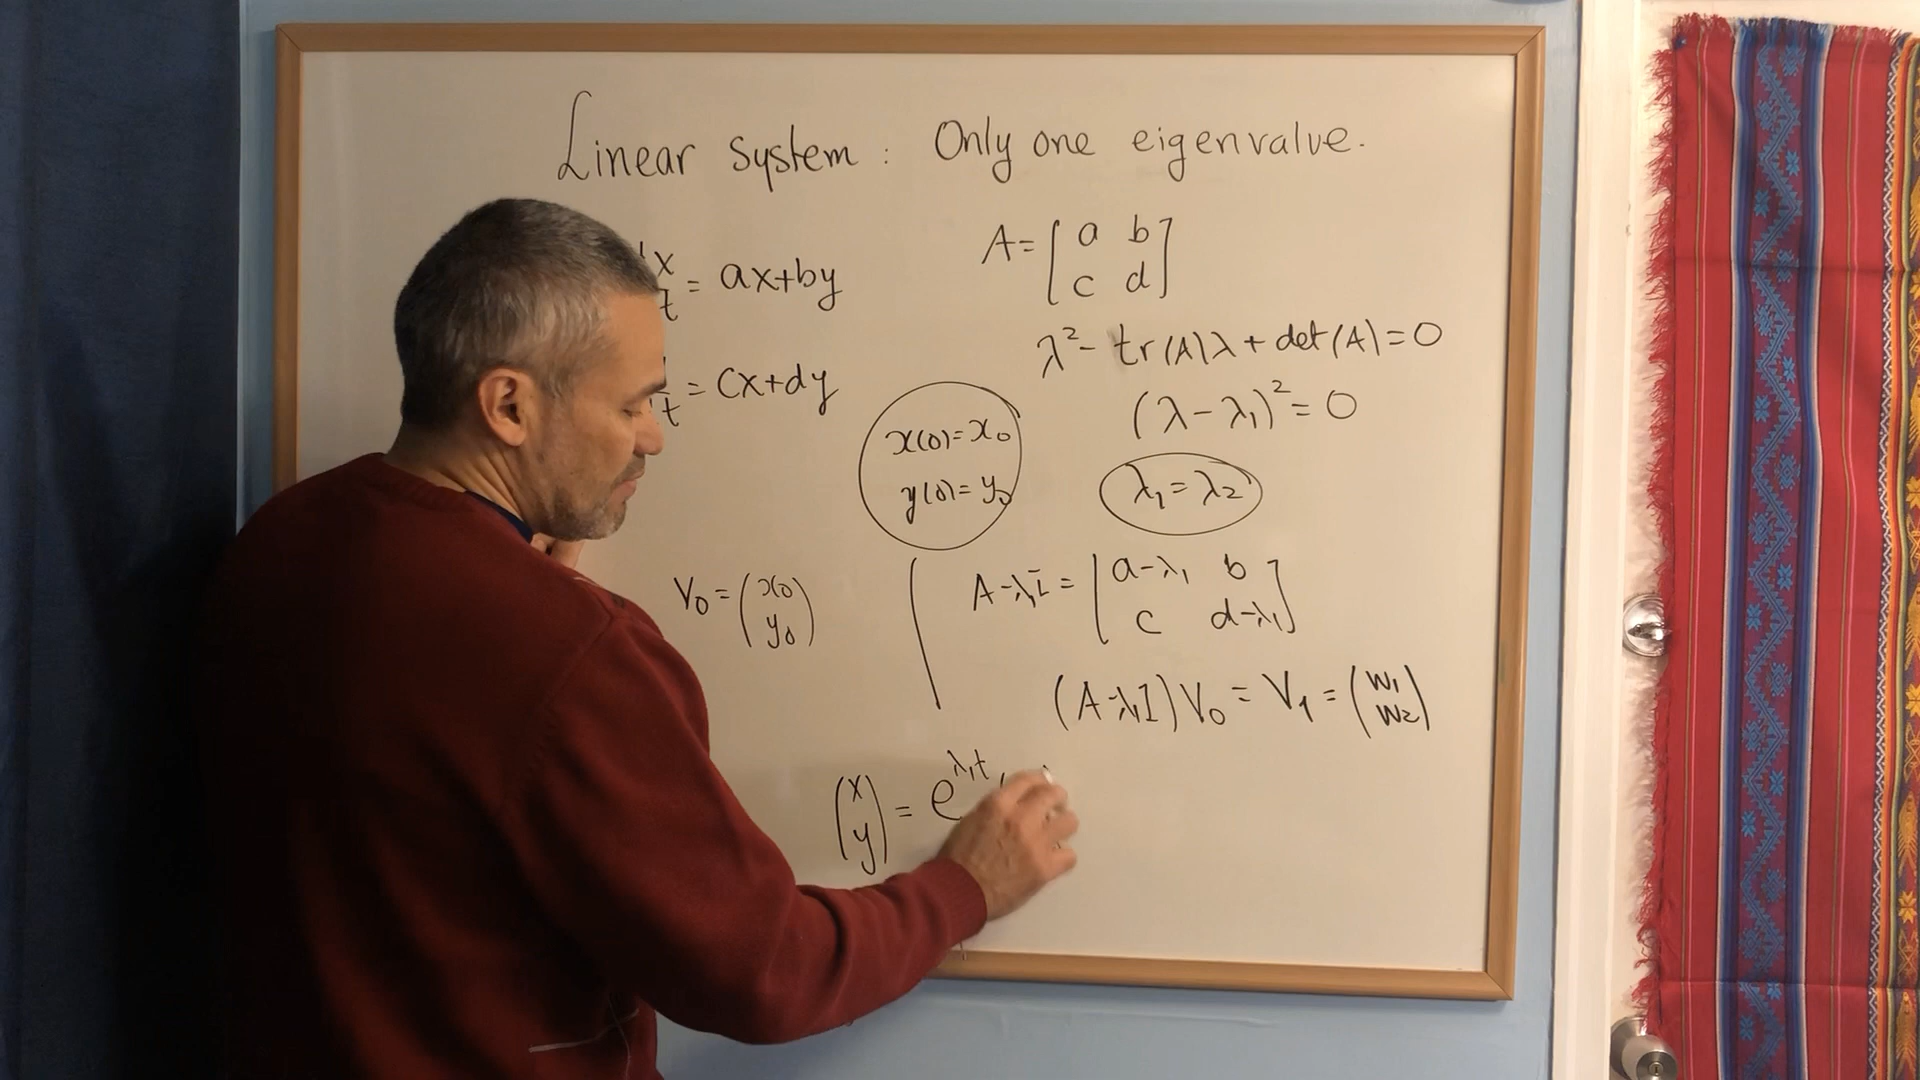 Linear system : Only one eigenvalue.
A = [ a b
c d ]
x
t = ax+by
λ² - tr(A)λ + det(A) = 0
t = cx+dy
(λ-λ₁)² = 0
x(0)=x₀
y(0)=y₀
λ₁ = λ₂
V₀ = ( x₀
y₀ )
A-λ₁I = [ a-λ₁ b
c d-λ₁ ]
(A-λ₁I)V₀ = V₁ = ( w₁
w₂ )
( x
y ) = e^λ₁t (